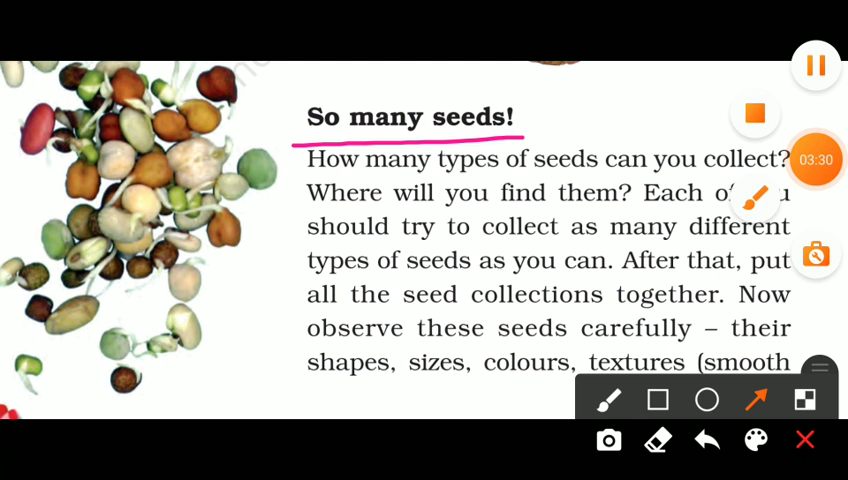 So many seeds!
How many types of seeds can you collect?
Where will you find them? Each
should try to collect as many different
types of seeds as you can. After that, put
all the seed collections together. Now
observe these seeds carefully – their
shapes, sizes, colours, textures (smooth
03:30